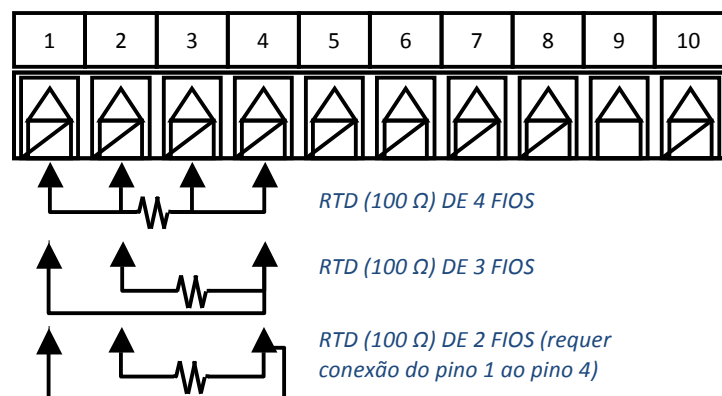 1 2 3 4 5 6 7 8 9 10
RTD (100 Ω) DE 4 FIOS
RTD (100 Ω) DE 3 FIOS
RTD (100 Ω) DE 2 FIOS (requer
conexão do pino 1 ao pino 4)